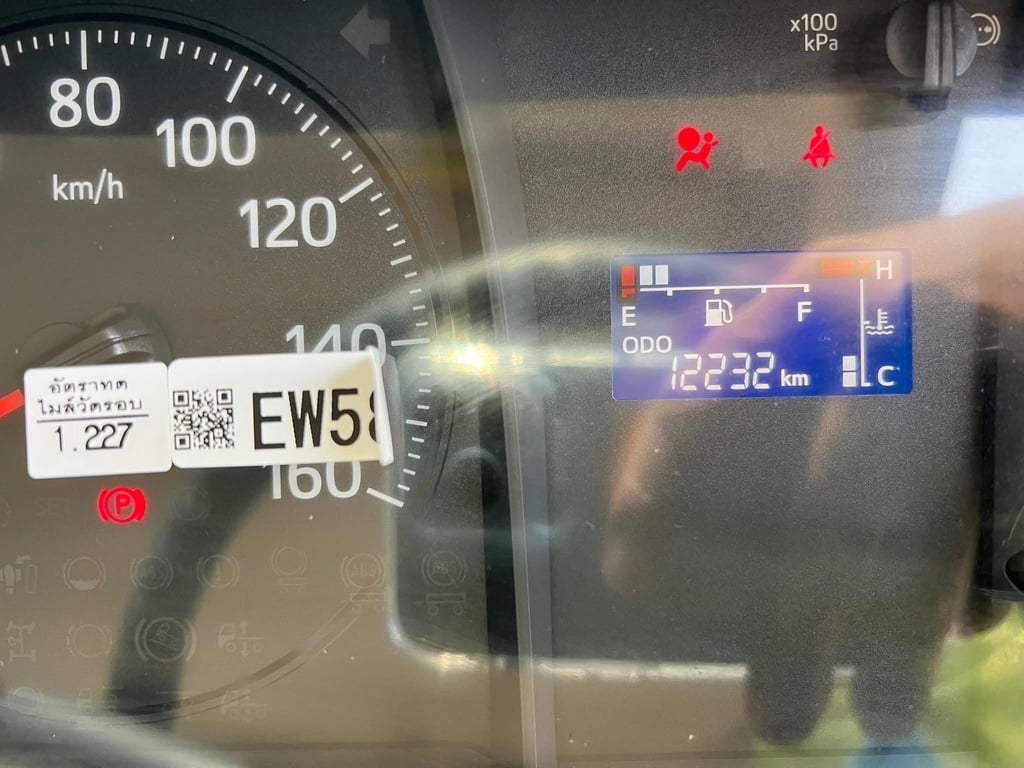 80
100
km/h
120
140
160
อัตราทด
ไมล์วัดรอบ
1.227
EW58
P
x100
kPa
H
E
F
ODO
12232 km
C